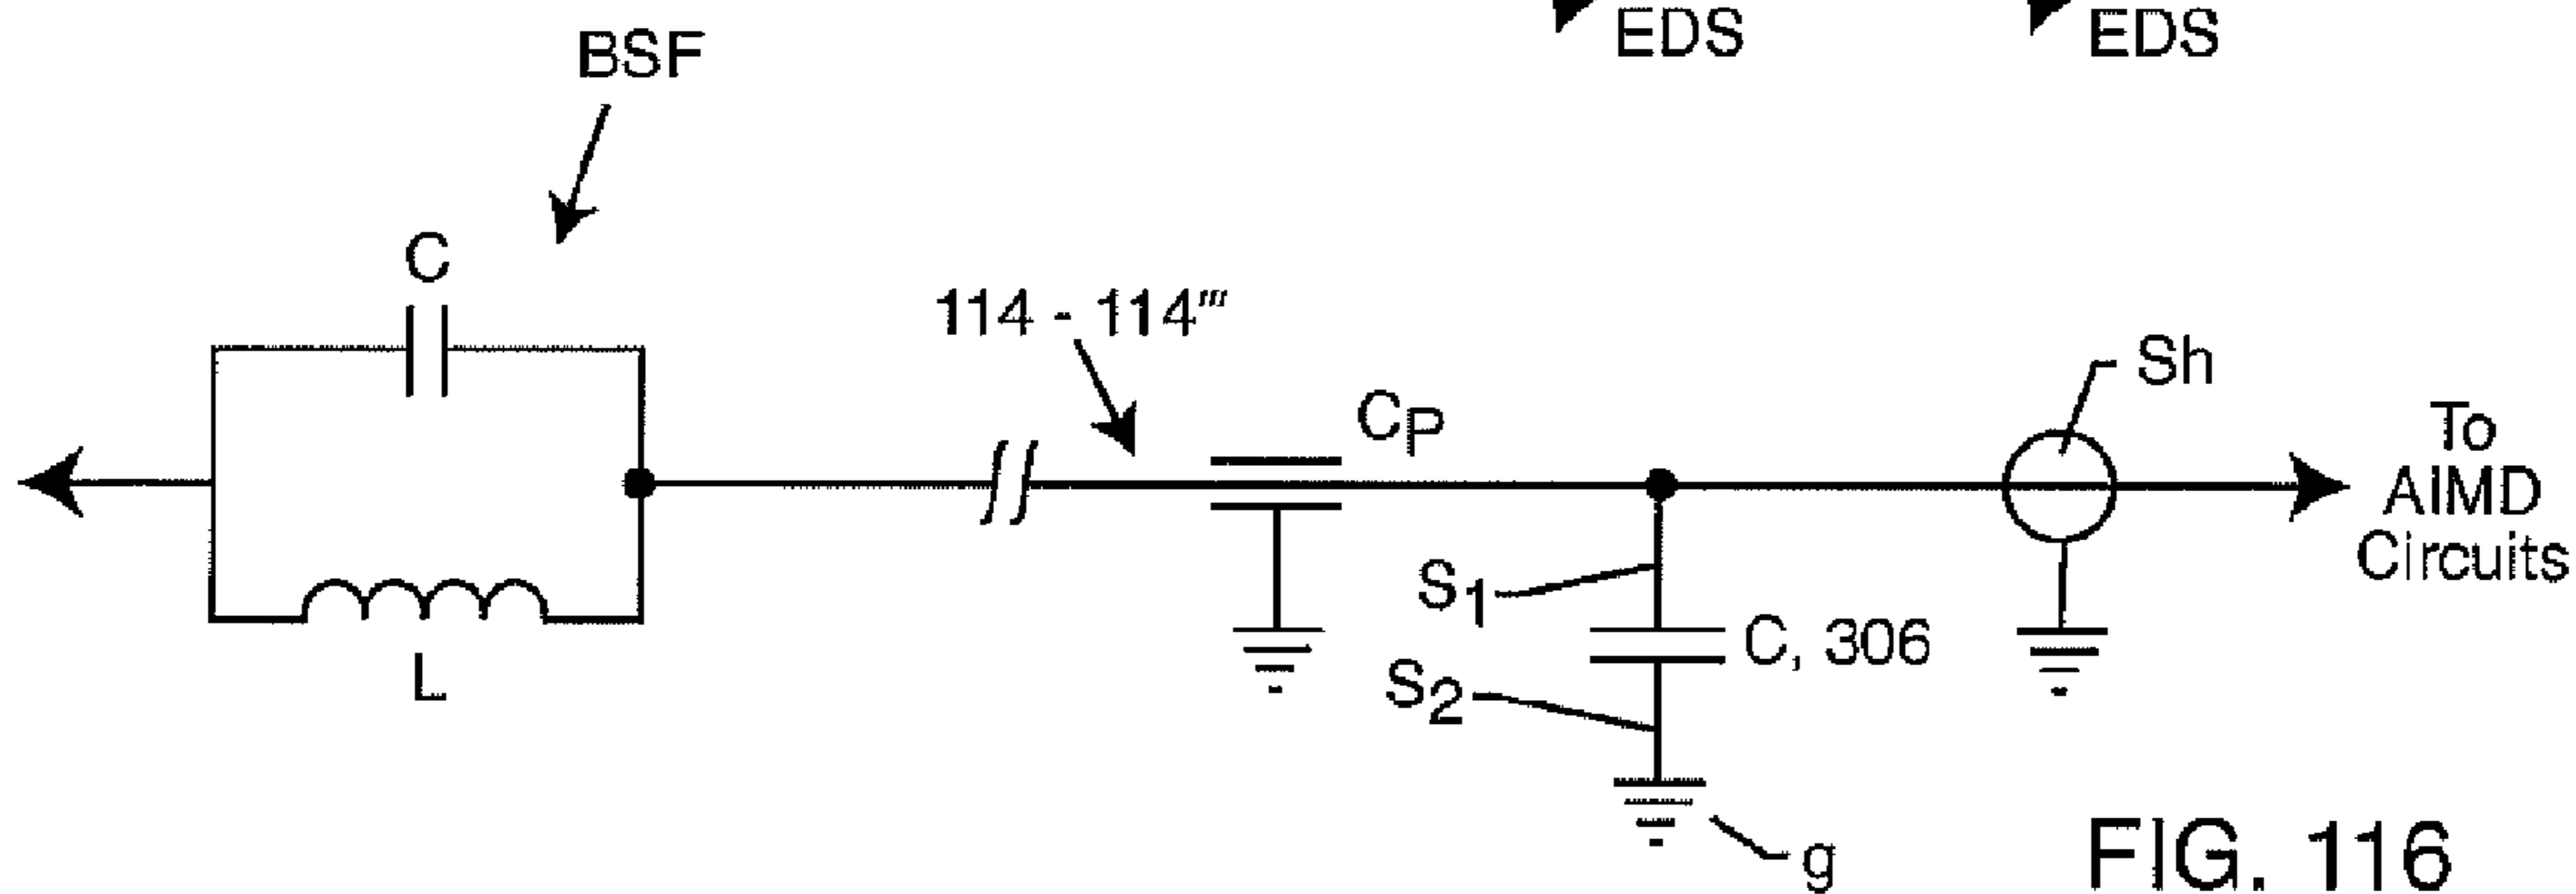 EDS
EDS
BSF
C
114 - 114‴
CP
Sh
To
AIMD
Circuits
S1
C, 306
L
S2
g
FIG. 116